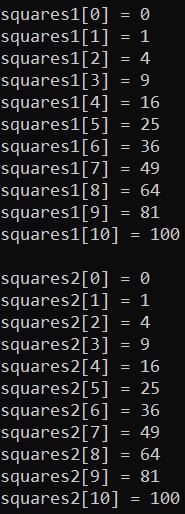 squares1[0] = 0
squares1[1] = 1
squares1[2] = 4
squares1[3] = 9
squares1[4] = 16
squares1[5] = 25
squares1[6] = 36
squares1[7] = 49
squares1[8] = 64
squares1[9] = 81
squares1[10] = 100

squares2[0] = 0
squares2[1] = 1
squares2[2] = 4
squares2[3] = 9
squares2[4] = 16
squares2[5] = 25
squares2[6] = 36
squares2[7] = 49
squares2[8] = 64
squares2[9] = 81
squares2[10] = 100